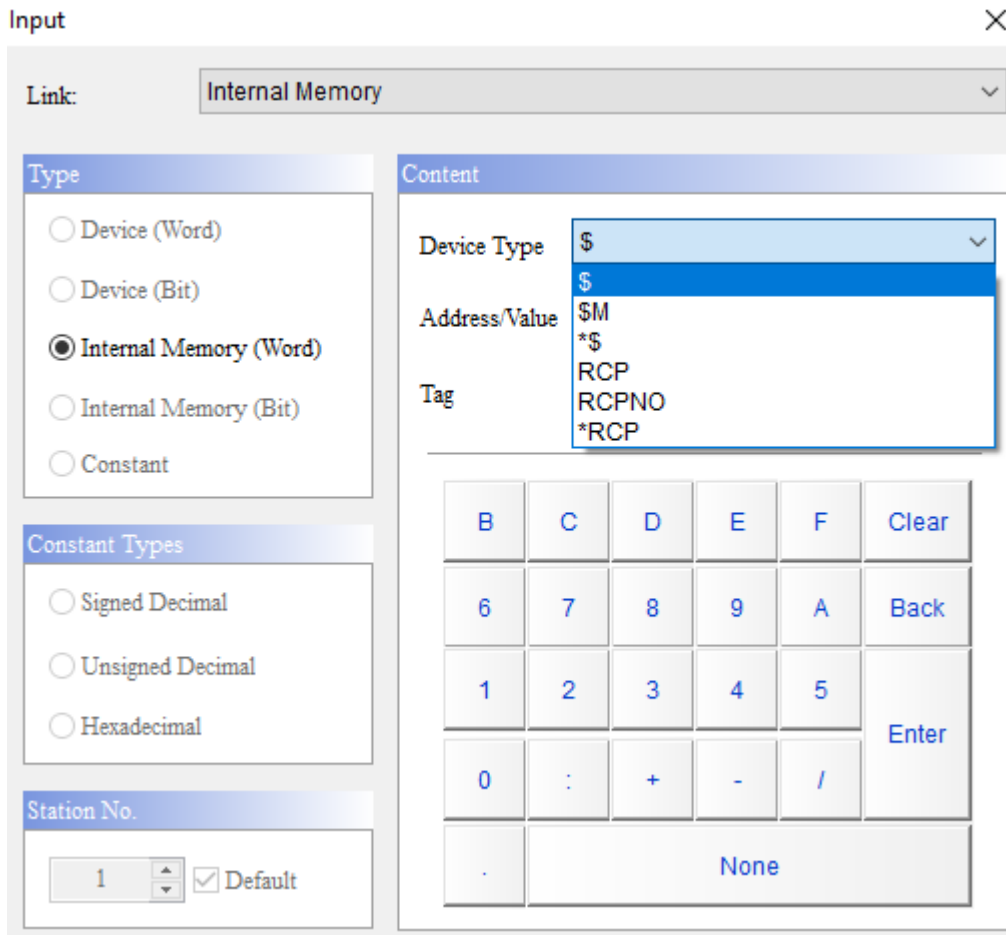 Input
Link:
Internal Memory
Type
Device (Word)
Device (Bit)
Internal Memory (Word)
Internal Memory (Bit)
Constant
Constant Types
Signed Decimal
Unsigned Decimal
Hexadecimal
Station No.
1
Default
Content
Device Type
$
$
$M
*$
RCP
RCPNO
*RCP
Address/Value
Tag
B C D E F Clear
6 7 8 9 A Back
1 2 3 4 5
Enter
0 : + - /
. None